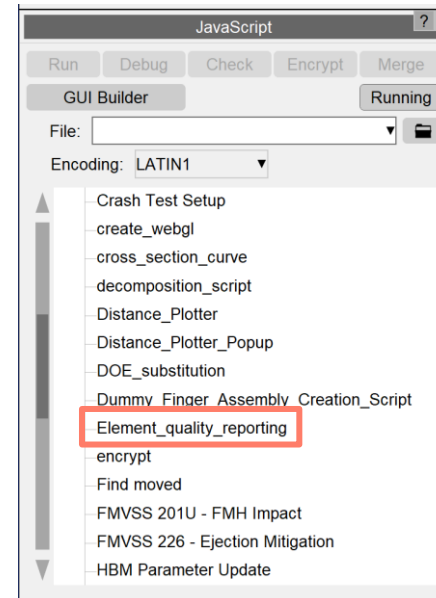 JavaScript ?
Run Debug Check Encrypt Merge
GUI Builder Running
File:
Encoding: LATIN1
Crash Test Setup
create_webgl
cross_section_curve
decomposition_script
Distance_Plotter
Distance_Plotter_Popup
DOE_substitution
Dummy_Finger_Assembly_Creation_Script
Element_quality_reporting
encrypt
Find moved
FMVSS 201U - FMH Impact
FMVSS 226 - Ejection Mitigation
HBM Parameter Update